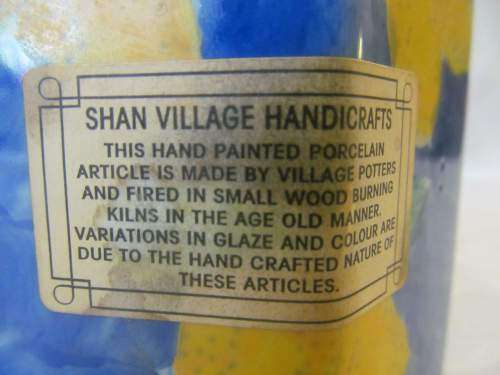 SHAN VILLAGE HANDICRAFTS
THIS HAND PAINTED PORCELAIN
ARTICLE IS MADE BY VILLAGE POTTERS
AND FIRED IN SMALL WOOD BURNING
KILNS IN THE AGE OLD MANNER.
VARIATIONS IN GLAZE AND COLOUR ARE
DUE TO THE HAND CRAFTED NATURE OF
THESE ARTICLES.